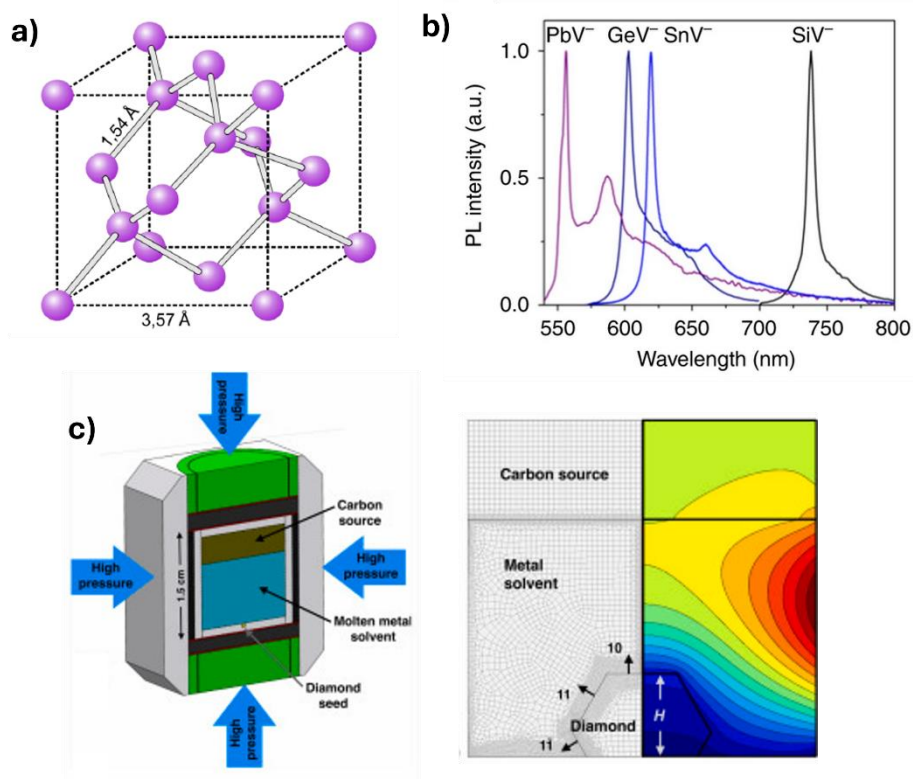 a)
1,54 Å
3,57 Å
b)
PbV⁻ GeV⁻ SnV⁻ SiV⁻
1.0
0.5
0.0
PL intensity (a.u.)
550 600 650 700 750 800
Wavelength (nm)
c)
High
pressure
High
pressure
High
pressure
High
pressure
1.5 cm
Carbon
source
Molten metal
solvent
Diamond
seed
Carbon source
Metal
solvent
10
11
Diamond
11
H